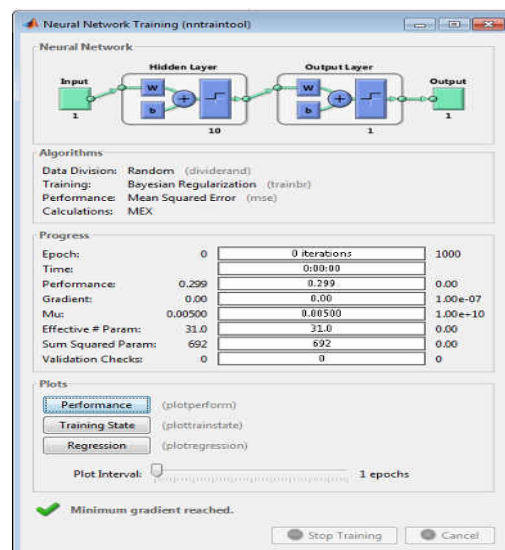 Neural Network Training (nntraintool)
Neural Network
Hidden Layer
Output Layer
Input
W
b
+
W
b
+
Output
1
10
1
1
Algorithms
Data Division: Random (dividerand)
Training: Bayesian Regularization (trainbr)
Performance: Mean Squared Error (mse)
Calculations: MEX
Progress
Epoch: 0 0 iterations 1000
Time: 0:00:00
Performance: 0.299 0.299 0.00
Gradient: 0.00 0.00 1.00e-07
Mu: 0.00500 0.00500 1.00e+10
Effective # Param: 31.0 31.0 0.00
Sum Squared Param: 692 692 0.00
Validation Checks: 0 0 0
Plots
Performance (plotperform)
Training State (plottrainstate)
Regression (plotregression)
Plot Interval: 1 epochs
Minimum gradient reached.
Stop Training Cancel